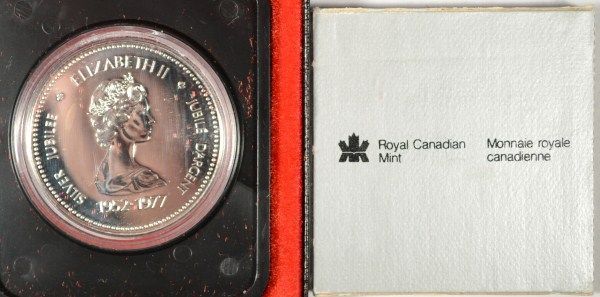 ELIZABETH II
SILVER JUBILEE
JUBILÉ D'ARGENT
1952-1977
Royal Canadian
Mint
Monnaie royale
canadienne